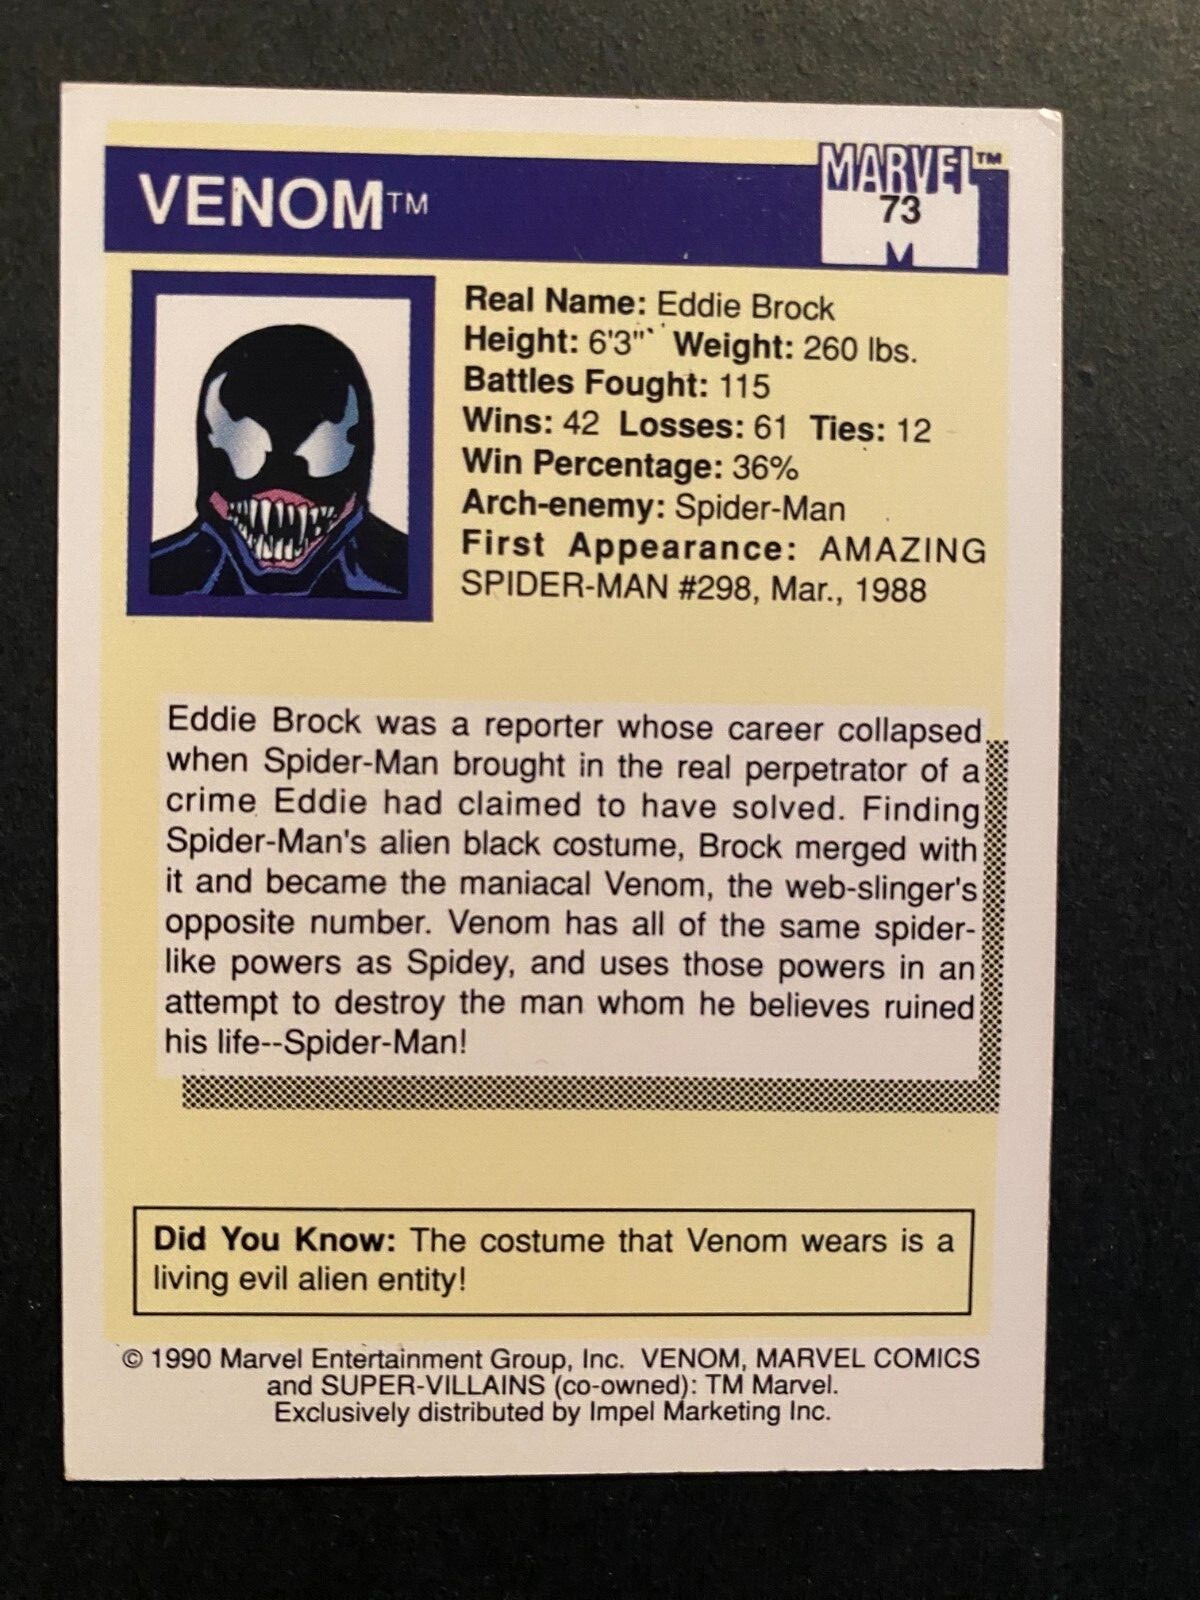 VENOM™
MARVEL™
73
M
Real Name: Eddie Brock
Height: 6'3" Weight: 260 lbs.
Battles Fought: 115
Wins: 42 Losses: 61 Ties: 12
Win Percentage: 36%
Arch-enemy: Spider-Man
First Appearance: AMAZING
SPIDER-MAN #298, Mar., 1988
Eddie Brock was a reporter whose career collapsed
when Spider-Man brought in the real perpetrator of a
crime Eddie had claimed to have solved. Finding
Spider-Man's alien black costume, Brock merged with
it and became the maniacal Venom, the web-slinger's
opposite number. Venom has all of the same spider-
like powers as Spidey, and uses those powers in an
attempt to destroy the man whom he believes ruined
his life--Spider-Man!
Did You Know: The costume that Venom wears is a
living evil alien entity!
© 1990 Marvel Entertainment Group, Inc. VENOM, MARVEL COMICS
and SUPER-VILLAINS (co-owned): TM Marvel.
Exclusively distributed by Impel Marketing Inc.